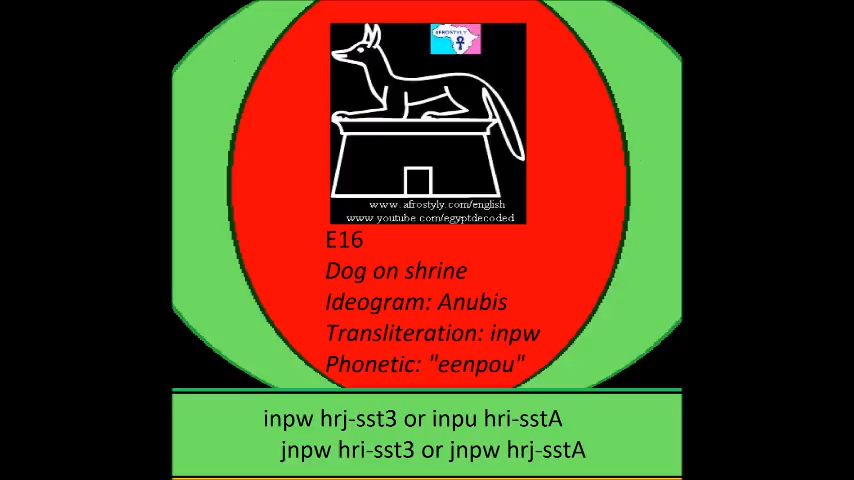 AFROSTYLY
www.afrostyly.com/english
www.youtube.com/egyptdecoded
E16
Dog on shrine
Ideogram: Anubis
Transliteration: inpw
Phonetic: "eenpou"
inpw hrj-sst3 or inpu hri-sstA
jnpw hri-sst3 or jnpw hrj-sstA